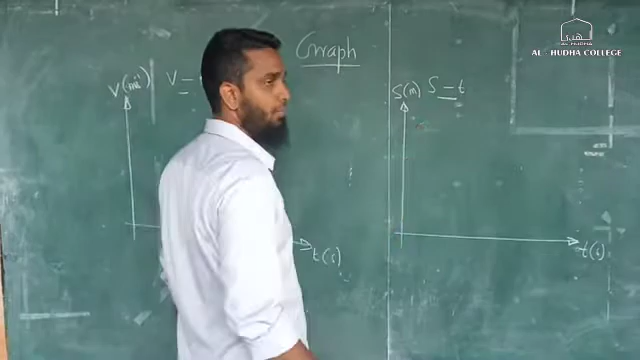 Graph
V(ms⁻¹) V –
t(s)
S(m) S – t
t(s)
AL - HUDHA COLLEGE